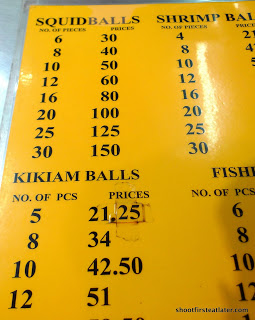 SQUIDBALLS SHRIMP BAL
NO. OF PIECES PRICES NO. OF PIECES
6 30 4 21
8 40 8 42
10 50 10
12 60 12
16 80 16
20 100 20
25 125 25
30 150 30
KIKIAM BALLS FISH
NO. OF PCS PRICES NO. OF P
5 21.25 6
8 34 8
10 42.50 10
12 51 12
shootfirsteatlater.com